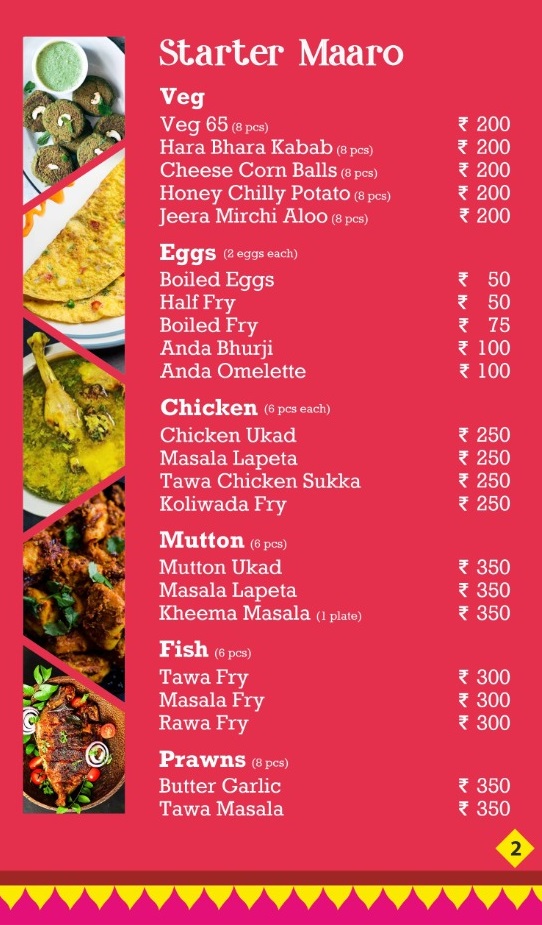 Starter Maaro
Veg
Veg 65 (8 pcs) ₹ 200
Hara Bhara Kabab (8 pcs) ₹ 200
Cheese Corn Balls (8 pcs) ₹ 200
Honey Chilly Potato (8 pcs) ₹ 200
Jeera Mirchi Aloo (8 pcs) ₹ 200
Eggs (2 eggs each)
Boiled Eggs ₹ 50
Half Fry ₹ 50
Boiled Fry ₹ 75
Anda Bhurji ₹ 100
Anda Omelette ₹ 100
Chicken (6 pcs each)
Chicken Ukad ₹ 250
Masala Lapeta ₹ 250
Tawa Chicken Sukka ₹ 250
Koliwada Fry ₹ 250
Mutton (6 pcs)
Mutton Ukad ₹ 350
Masala Lapeta ₹ 350
Kheema Masala (1 plate) ₹ 350
Fish (6 pcs)
Tawa Fry ₹ 300
Masala Fry ₹ 300
Rawa Fry ₹ 300
Prawns (8 pcs)
Butter Garlic ₹ 350
Tawa Masala ₹ 350
2